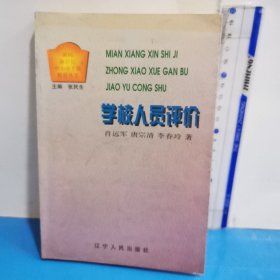 MIAN XIANG XIN SHI JI
ZHONG XIAO XUE GAN BU
JIAO YU CONG SHU
主编 张民生
学校人员评价
肖远军 唐宗清 李春玲 著
辽宁人民出版社